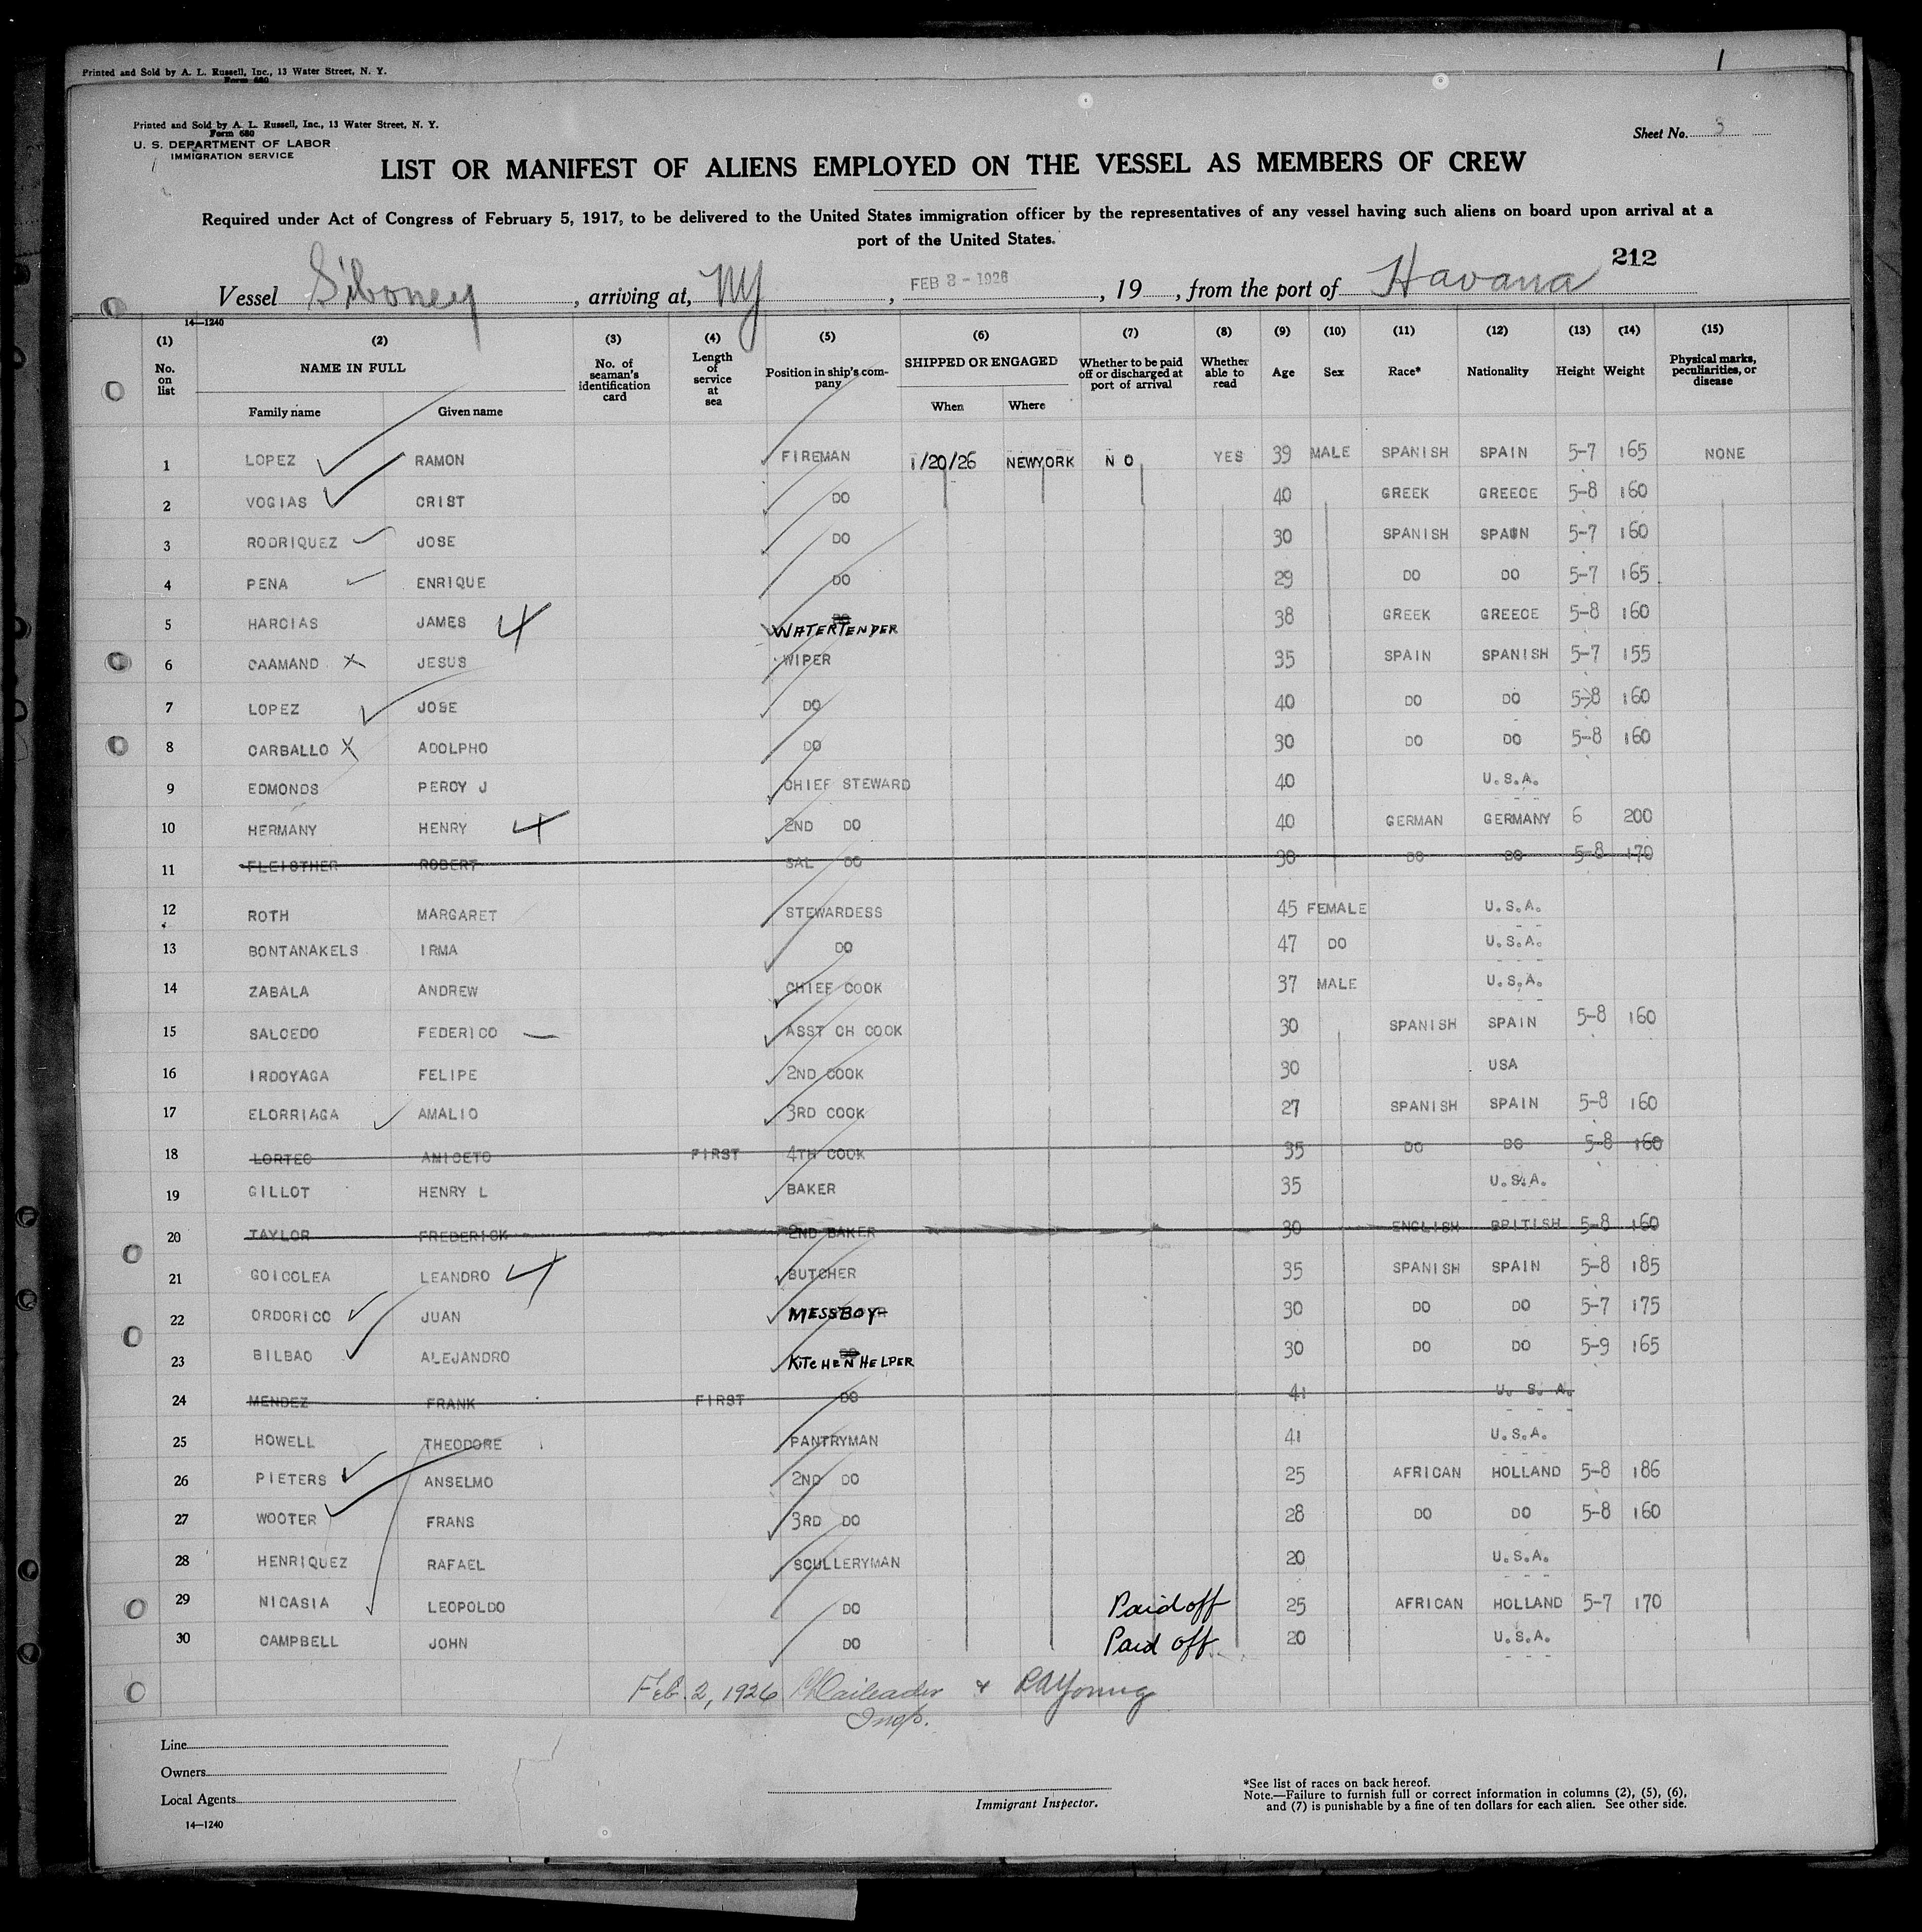 1
Printed and Sold by A. L. Russell, Inc., 13 Water Street, N. Y.
Form 680
Printed and Sold by A. L. Russell, Inc., 13 Water Street, N. Y.
Form 680
U. S. DEPARTMENT OF LABOR
IMMIGRATION SERVICE
Sheet No. 3
LIST OR MANIFEST OF ALIENS EMPLOYED ON THE VESSEL AS MEMBERS OF CREW
Required under Act of Congress of February 5, 1917, to be delivered to the United States immigration officer by the representatives of any vessel having such aliens on board upon arrival at a
port of the United States.
212
Vessel Siboney, arriving at, NY, FEB 3 - 1926, 19 , from the port of Havana
14—1240
(1) (2) (3) (4) (5) (6) (7) (8) (9) (10) (11) (12) (13) (14) (15)
No. on list NAME IN FULL Family name Given name No. of seaman's identification card Length of service at sea Position in ship's company SHIPPED OR ENGAGED When Where Whether to be paid off or discharged at port of arrival Whether able to read Age Sex Race* Nationality Height Weight Physical marks, peculiarities, or disease
1 LOPEZ RAMON FIREMAN 1/20/26 NEWYORK NO YES 39 MALE SPANISH SPAIN 5-7 165 NONE
2 VOGIAS CRIST DO 40 GREEK GREECE 5-8 160
3 RODRIQUEZ JOSE DO 30 SPANISH SPAIN 5-7 160
4 PENA ENRIQUE DO 29 DO DO 5-7 165
5 HARCIAS JAMES WATERTENDER 38 GREEK GREECE 5-8 160
6 CAAMAND X JESUS WIPER 35 SPAIN SPANISH 5-7 155
7 LOPEZ JOSE DO 40 DO DO 5-8 160
8 CARBALLO X ADOLPHO DO 30 DO DO 5-8 160
9 EDMONDS PERCY J CHIEF STEWARD 40 U.S.A.
10 HERMANY HENRY 2ND DO 40 GERMAN GERMANY 6 200
11 FLEISTHER ROBERT SAL DO 30 DO DO 5-8 170
12 ROTH MARGARET STEWARDESS 45 FEMALE U.S.A.
13 BONTANAKELS IRMA DO 47 DO U.S.A.
14 ZABALA ANDREW CHIEF COOK 37 MALE U.S.A.
15 SALCEDO FEDERICO ASST CH COOK 30 SPANISH SPAIN 5-8 160
16 IRDOYAGA FELIPE 2ND COOK 30 USA
17 ELORRIAGA AMALIO 3RD COOK 27 SPANISH SPAIN 5-8 160
18 LORTEO ANICETO FIRST 4TH COOK 35 DO DO 5-8 160
19 GILLOT HENRY L BAKER 35 U.S.A.
20 TAYLOR FREDERICK 2ND BAKER 30 ENGLISH BRITISH 5-8 160
21 GOICOLEA LEANDRO BUTCHER 35 SPANISH SPAIN 5-8 185
22 ORDORICO JUAN MESSBOY 30 DO DO 5-7 175
23 BILBAO ALEJANDRO KITCHEN HELPER 30 DO DO 5-9 165
24 MENDEZ FRANK FIRST DO 41 U. S. A.
25 HOWELL THEODORE PANTRYMAN 41 U.S.A.
26 PIETERS ANSELMO 2ND DO 25 AFRICAN HOLLAND 5-8 186
27 WOOTER FRANS 3RD DO 28 DO DO 5-8 160
28 HENRIQUEZ RAFAEL SCULLERYMAN 20 U.S.A.
29 NICASIA LEOPOLDO DO Paid off 25 AFRICAN HOLLAND 5-7 170
30 CAMPBELL JOHN DO Paid off 20 U.S.A.
Feb. 2, 1926 & RA Young
Insp.
Line
Owners
Local Agents
14—1240
Immigrant Inspector.
*See list of races on back hereof.
Note.—Failure to furnish full or correct information in columns (2), (5), (6),
and (7) is punishable by a fine of ten dollars for each alien. See other side.